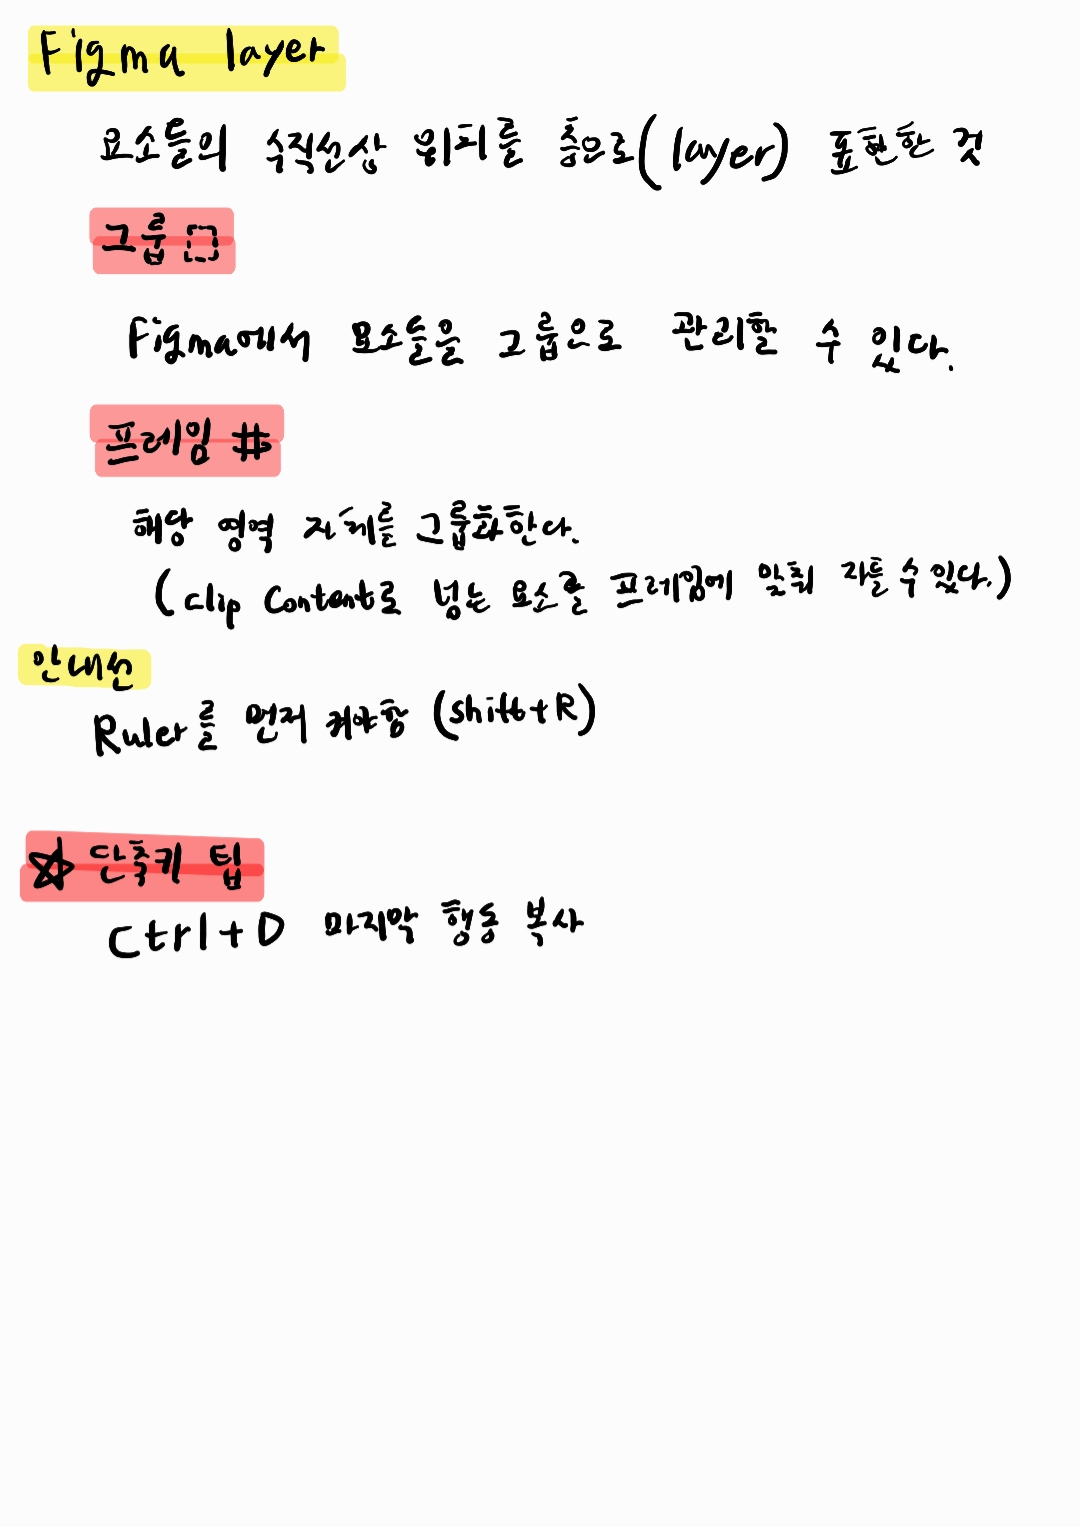 Figma layer
요소들의 수직선상 위치를 층으로(layer) 표현한 것
그룹
Figma에서 요소들을 그룹으로 관리할 수 있다.
프레임 #
해당 영역 자체를 그룹화한다.
(Clip Content로 넘는 요소를 프레임에 맞춰 자를 수 있다.)
안내선
Ruler를 먼저 켜야함 (shift+R)
☆ 단축키 팁
Ctrl+D 마지막 행동 복사